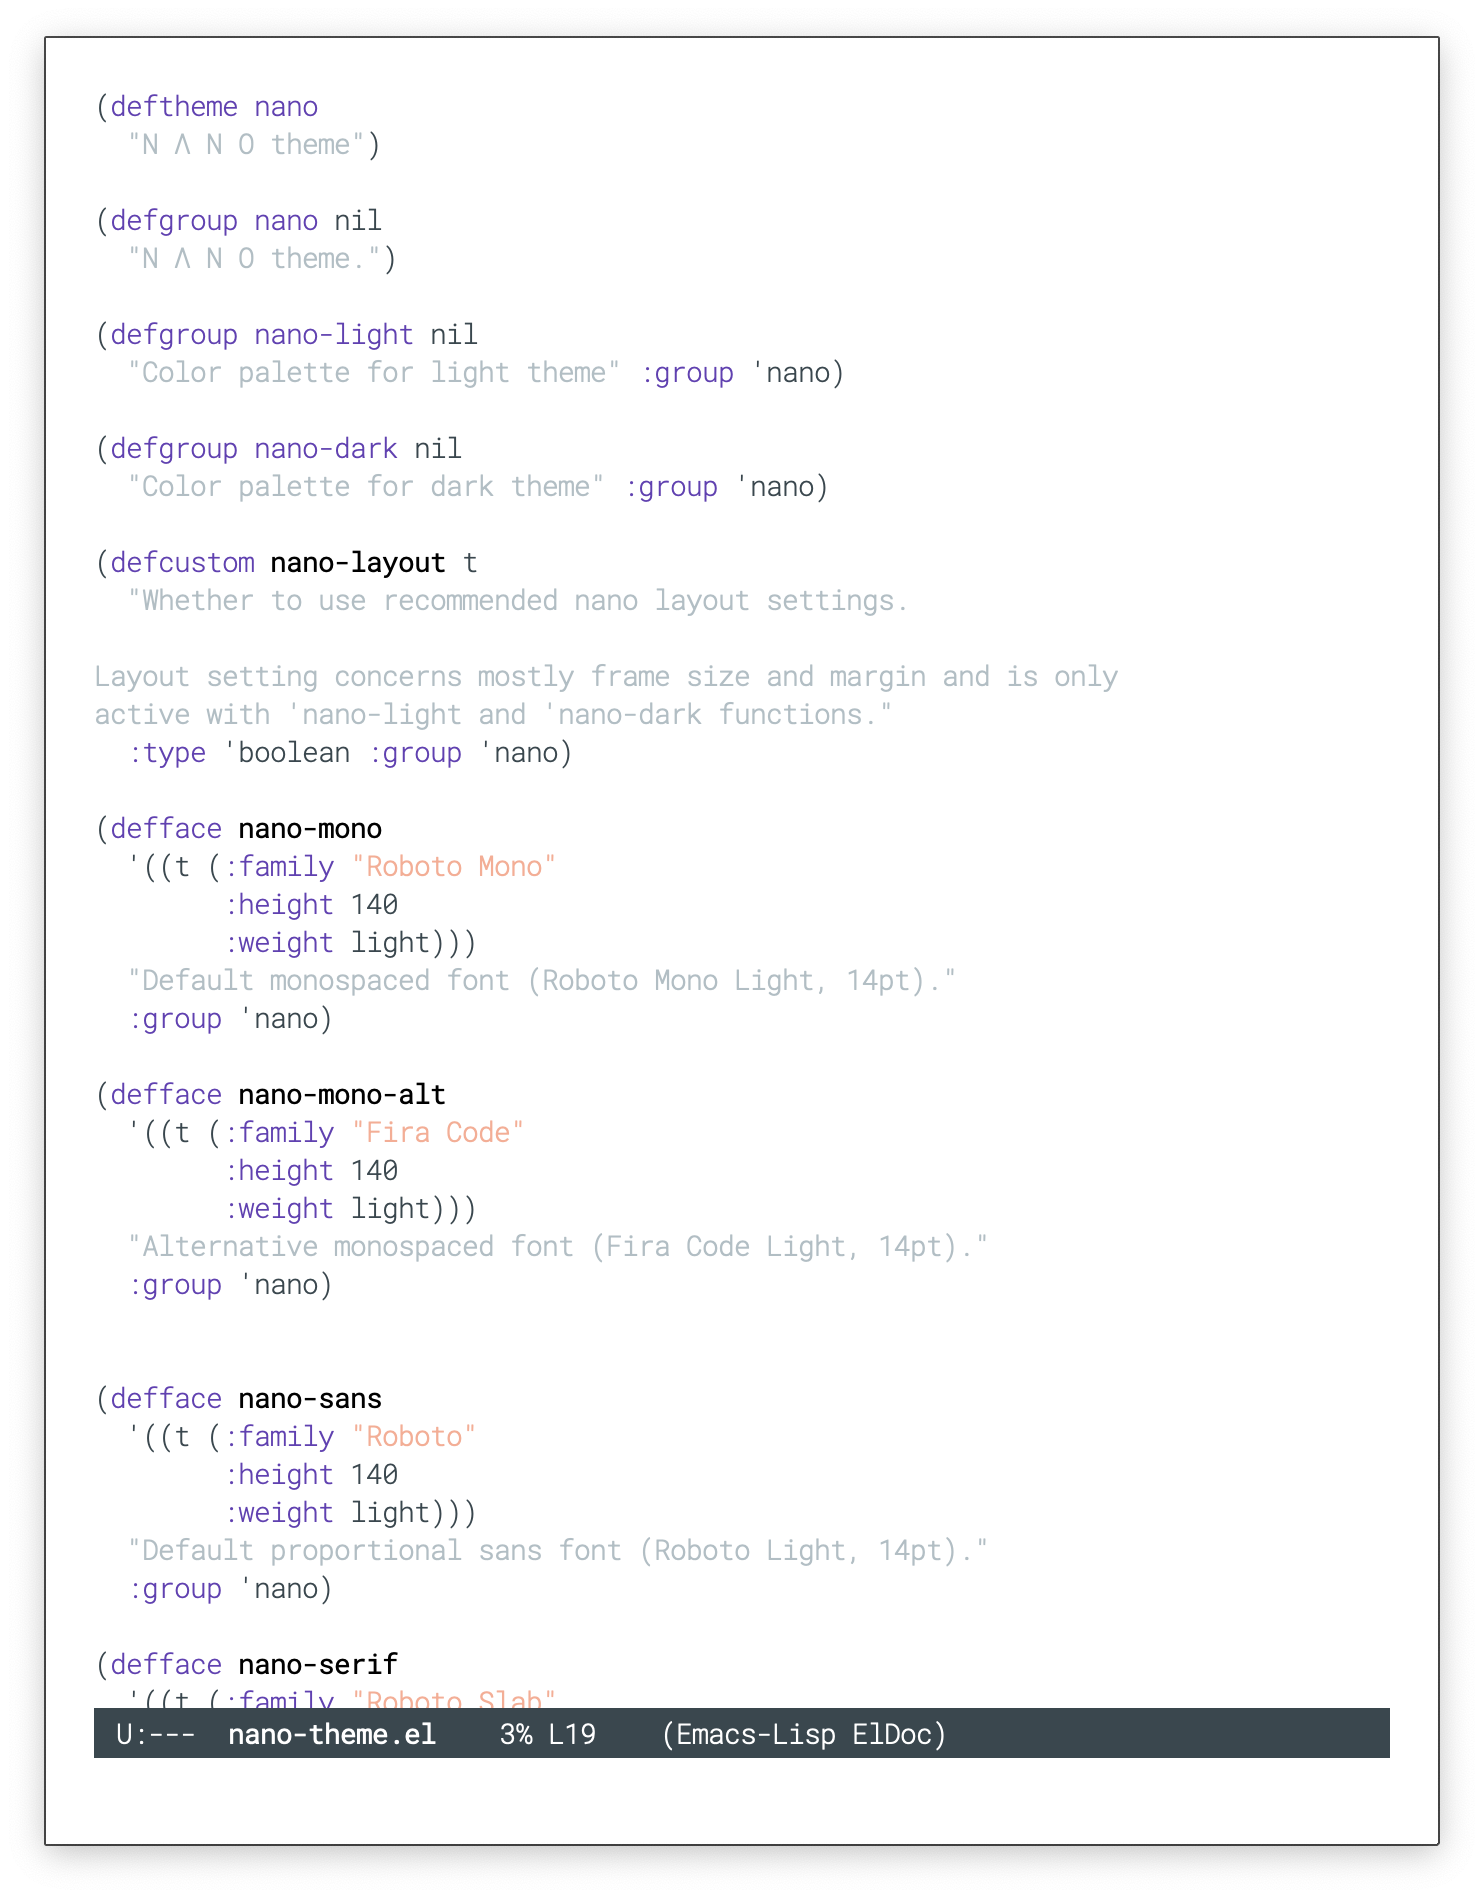 (deftheme nano
  "N Λ N O theme")

(defgroup nano nil
  "N Λ N O theme.")

(defgroup nano-light nil
  "Color palette for light theme" :group 'nano)

(defgroup nano-dark nil
  "Color palette for dark theme" :group 'nano)

(defcustom nano-layout t
  "Whether to use recommended nano layout settings.

Layout setting concerns mostly frame size and margin and is only
active with 'nano-light and 'nano-dark functions."
  :type 'boolean :group 'nano)

(defface nano-mono
  '((t (:family "Roboto Mono"
        :height 140
        :weight light)))
  "Default monospaced font (Roboto Mono Light, 14pt)."
  :group 'nano)

(defface nano-mono-alt
  '((t (:family "Fira Code"
        :height 140
        :weight light)))
  "Alternative monospaced font (Fira Code Light, 14pt)."
  :group 'nano)


(defface nano-sans
  '((t (:family "Roboto"
        :height 140
        :weight light)))
  "Default proportional sans font (Roboto Light, 14pt)."
  :group 'nano)

(defface nano-serif
  '((t (:family "Roboto Slab"
U:---  nano-theme.el    3% L19    (Emacs-Lisp ElDoc)